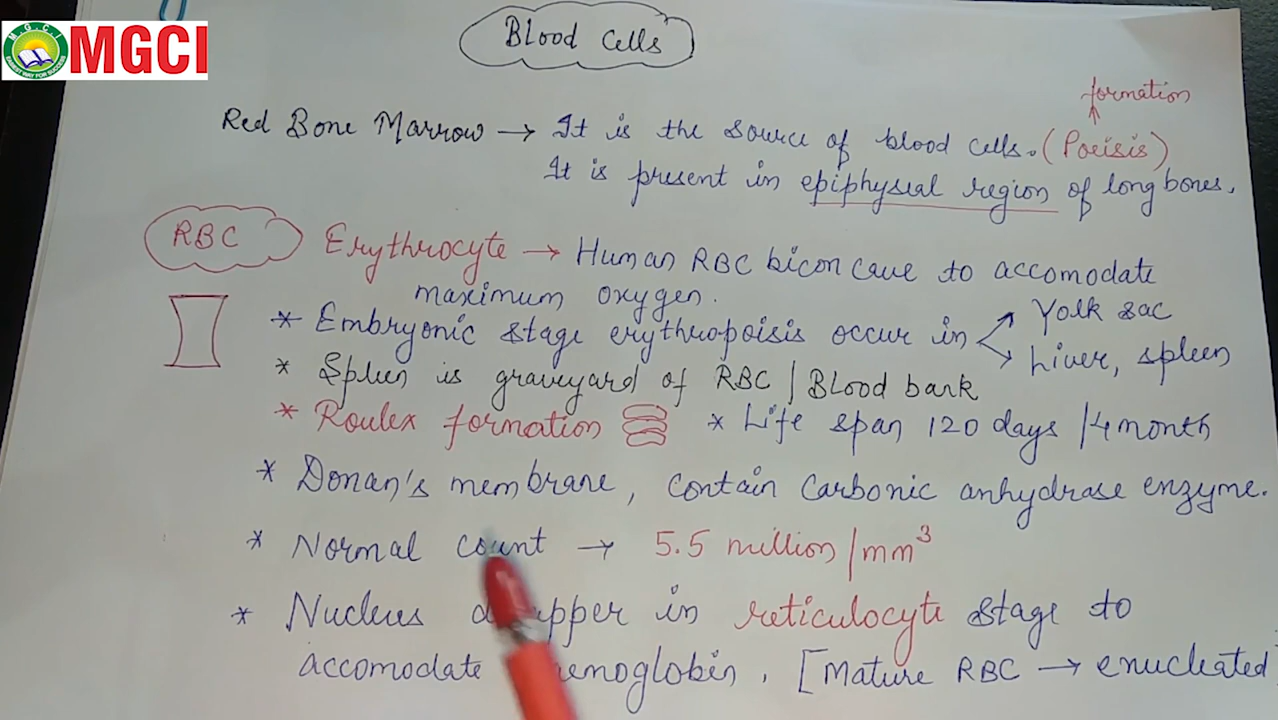 M.G.C.I
MGCI
Blood Cells
formation
Red Bone Marrow → It is the source of blood cells. (Poeisis)
It is present in epiphyseal region of long bones.
RBC Erythrocyte → Human RBC biconcave to accomodate
maximum oxygen.
* Embryonic stage erythropoisis occur in Yolk sac
Liver, spleen
* Spleen is graveyard of RBC | Blood bank
* Roulex formation * Life span 120 days / 4 month
* Donan's membrane, contain carbonic anhydrase enzyme.
* Normal count → 5.5 million/mm³
* Nucleus in reticulocyte stage to
accomodate . [Mature RBC → enucleated]